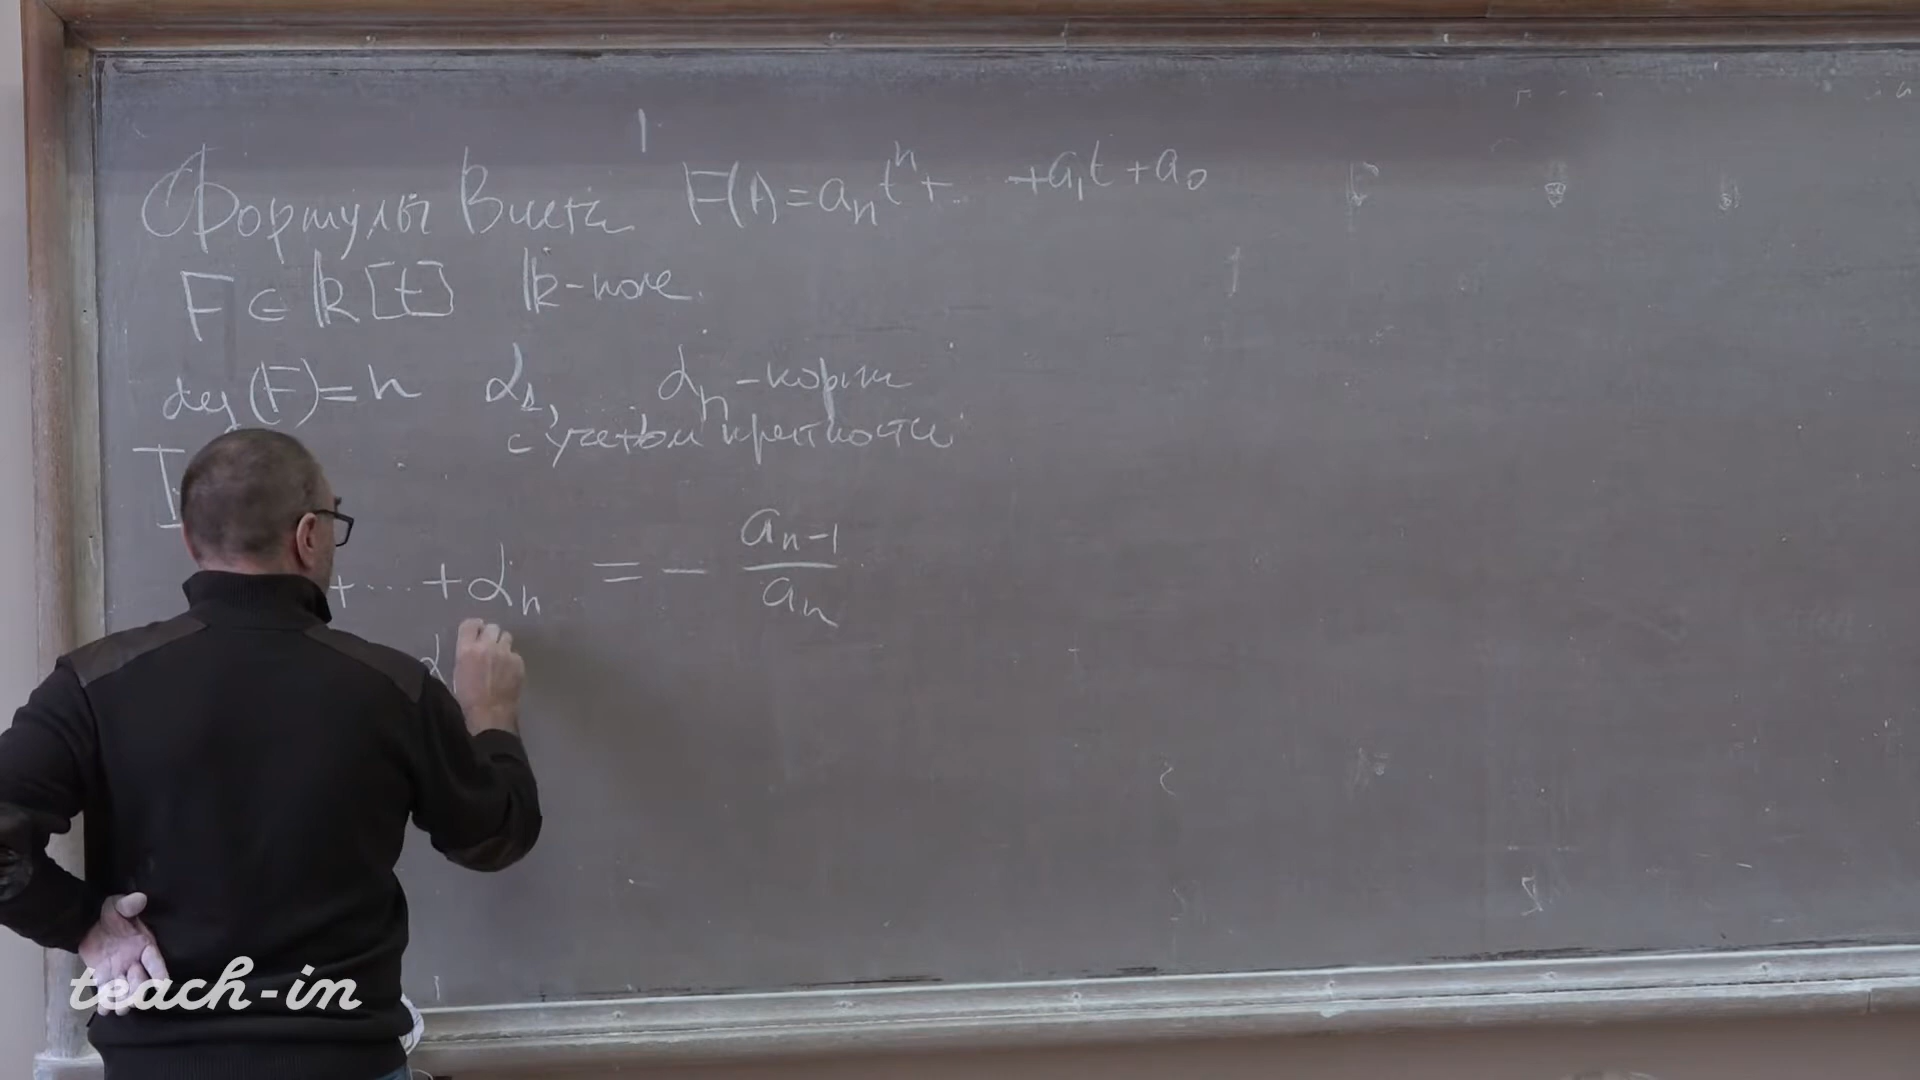 Формулы Виета F(t)=aₙtⁿ+... +a₁t+a₀
F∈𝕜[t] 𝕜-поле.
deg(F)=n α₁, αₙ-корни
с учетом кратности
+...+αₙ = - aₙ₋₁/aₙ
α
teach-in